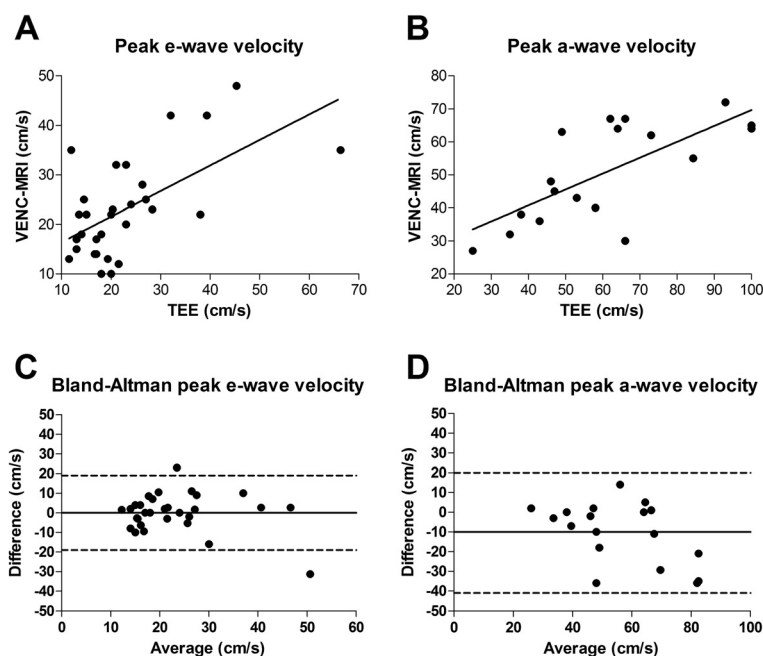 A
Peak e-wave velocity
VENC-MRI (cm/s)
50
40
30
20
10
10 20 30 40 50 60 70
TEE (cm/s)
B
Peak a-wave velocity
VENC-MRI (cm/s)
80
70
60
50
40
30
20
20 30 40 50 60 70 80 90 100
TEE (cm/s)
C
Bland-Altman peak e-wave velocity
Difference (cm/s)
50
40
30
20
10
0
-10
-20
-30
-40
-50
0 10 20 30 40 50 60
Average (cm/s)
D
Bland-Altman peak a-wave velocity
Difference (cm/s)
50
40
30
20
10
0
-10
-20
-30
-40
-50
0 20 40 60 80 100
Average (cm/s)